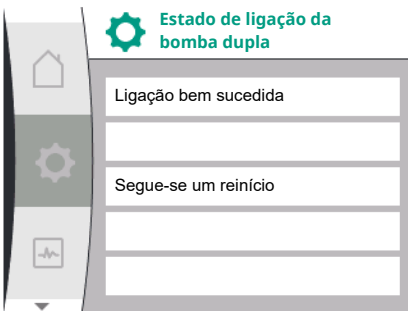 Estado de ligação da
bomba dupla
Ligação bem sucedida
Segue-se um reinício